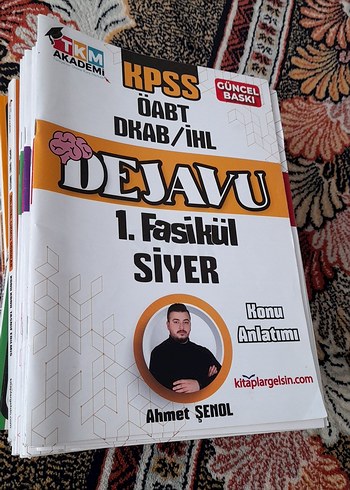 TKM
AKADEMİ
KPSS
GÜNCEL
BASKI
ÖABT
DKAB/İHL
DEJAVU
1. Fasikül
SİYER
Konu
Anlatımı
kitaplargelsin.com
Ahmet ŞENOL